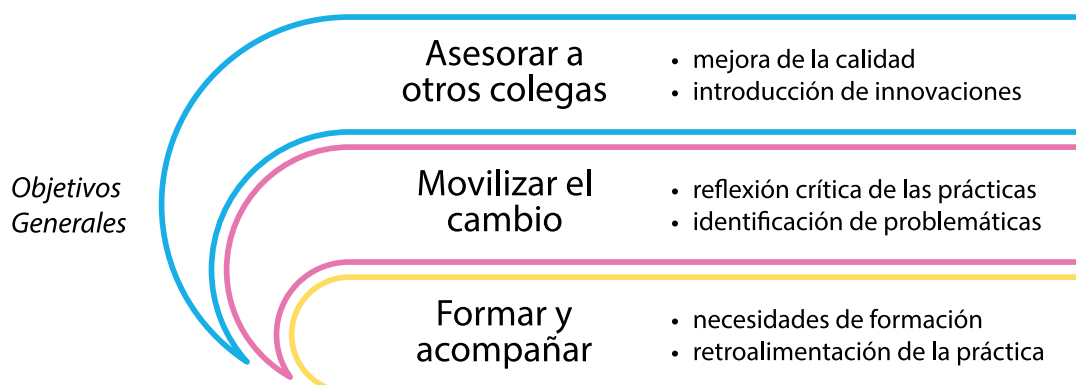 Objetivos
Generales
Asesorar a
otros colegas
• mejora de la calidad
• introducción de innovaciones
Movilizar el
cambio
• reflexión crítica de las prácticas
• identificación de problemáticas
Formar y
acompañar
• necesidades de formación
• retroalimentación de la práctica